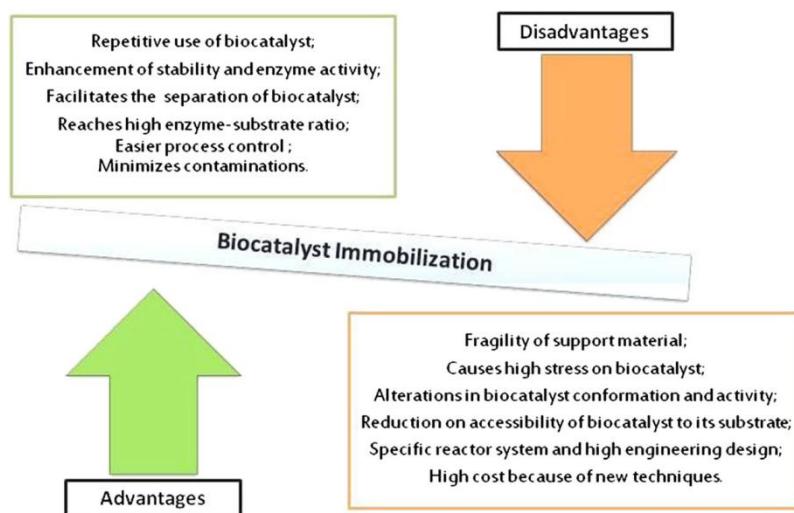 Repetitive use of biocatalyst;
Enhancement of stability and enzyme activity;
Facilitates the separation of biocatalyst;
Reaches high enzyme-substrate ratio;
Easier process control ;
Minimizes contaminations.
Disadvantages
Biocatalyst Immobilization
Advantages
Fragility of support material;
Causes high stress on biocatalyst;
Alterations in biocatalyst conformation and activity;
Reduction on accessibility of biocatalyst to its substrate;
Specific reactor system and high engineering design;
High cost because of new techniques.